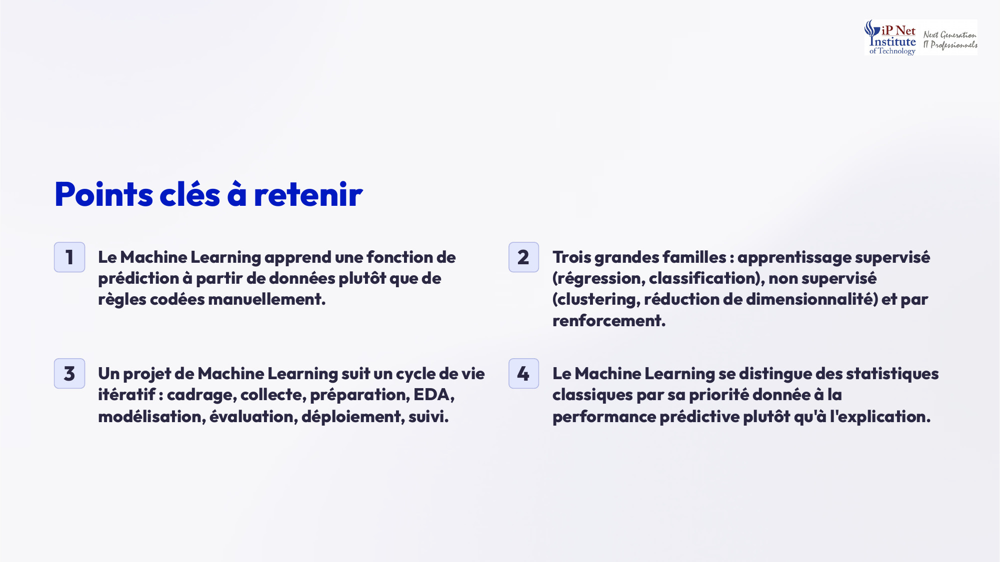 iP Net
Institute
of Technology
Next Generation
IT Professionnels
Points clés à retenir
1
Le Machine Learning apprend une fonction de
prédiction à partir de données plutôt que de
règles codées manuellement.
2
Trois grandes familles : apprentissage supervisé
(régression, classification), non supervisé
(clustering, réduction de dimensionnalité) et par
renforcement.
3
Un projet de Machine Learning suit un cycle de vie
itératif : cadrage, collecte, préparation, EDA,
modélisation, évaluation, déploiement, suivi.
4
Le Machine Learning se distingue des statistiques
classiques par sa priorité donnée à la
performance prédictive plutôt qu'à l'explication.